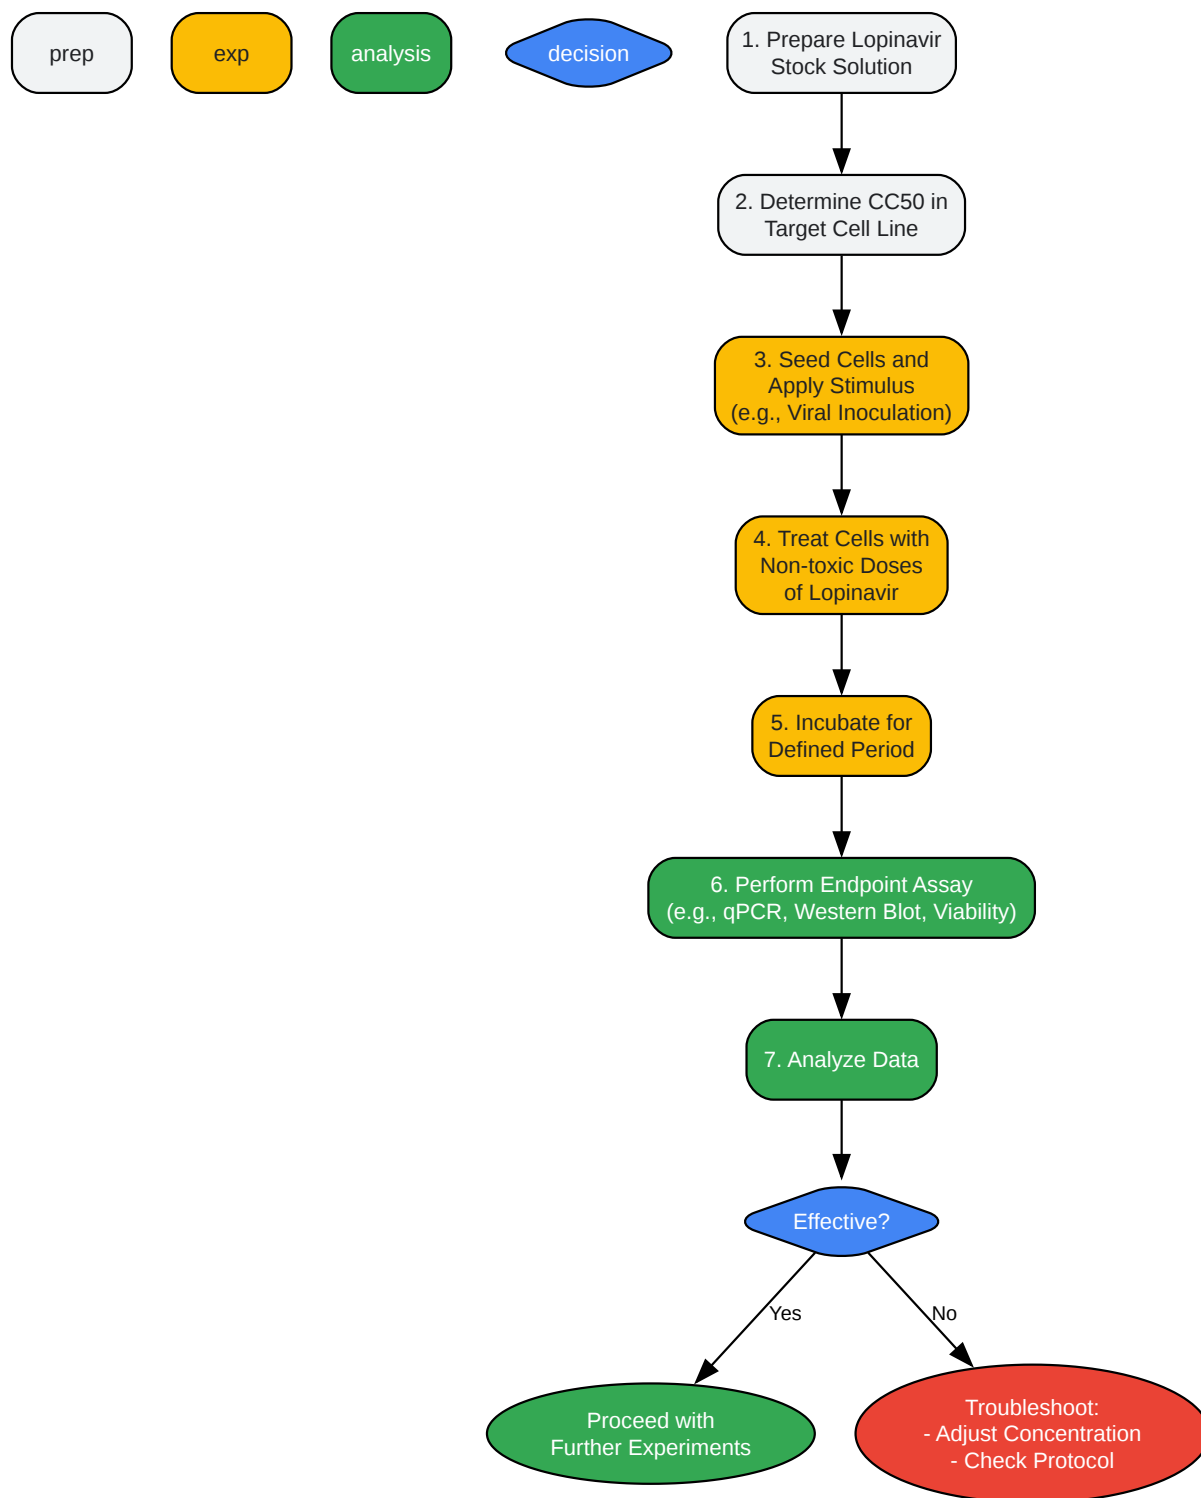 prep
exp
analysis
decision
1. Prepare Lopinavir
Stock Solution
2. Determine CC50 in
Target Cell Line
3. Seed Cells and
Apply Stimulus
(e.g., Viral Inoculation)
4. Treat Cells with
Non-toxic Doses
of Lopinavir
5. Incubate for
Defined Period
6. Perform Endpoint Assay
(e.g., qPCR, Western Blot, Viability)
7. Analyze Data
Effective?
Yes
No
Proceed with
Further Experiments
Troubleshoot:
- Adjust Concentration
- Check Protocol